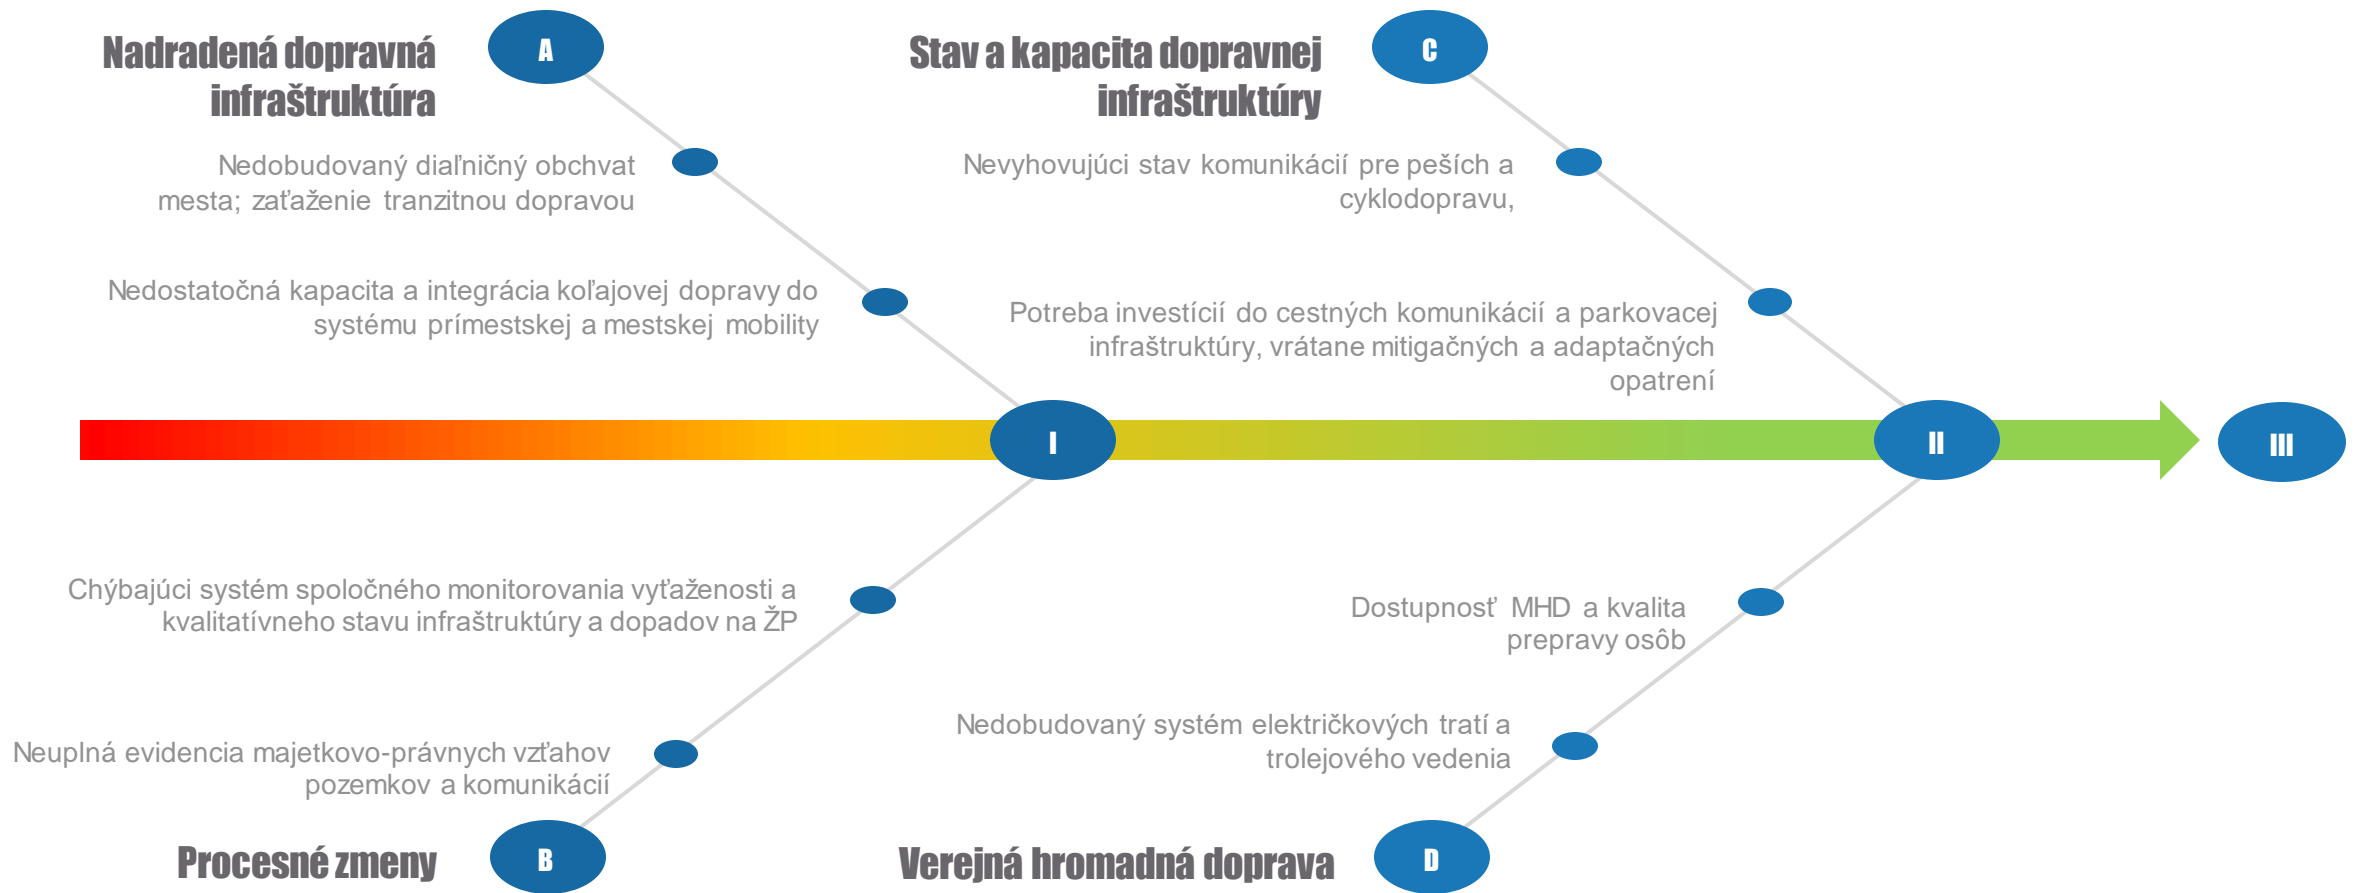 A
Nadradená dopravná
infraštruktúra
Nedobudovaný diaľničný obchvat
mesta; zaťaženie tranzitnou dopravou
Nedostatočná kapacita a integrácia koľajovej dopravy do
systému prímestskej a mestskej mobility
C
Stav a kapacita dopravnej
infraštruktúry
Nevyhovujúci stav komunikácií pre peších a
cyklodopravu,
Potreba investícií do cestných komunikácií a parkovacej
infraštruktúry, vrátane mitigačných a adaptačných
opatrení
I
II
III
Chýbajúci systém spoločného monitorovania vyťaženosti a
kvalitatívneho stavu infraštruktúry a dopadov na ŽP
Neuplná evidencia majetkovo-právnych vzťahov
pozemkov a komunikácií
Procesné zmeny
B
Dostupnosť MHD a kvalita
prepravy osôb
Nedobudovaný systém električkových tratí a
trolejového vedenia
Verejná hromadná doprava
D